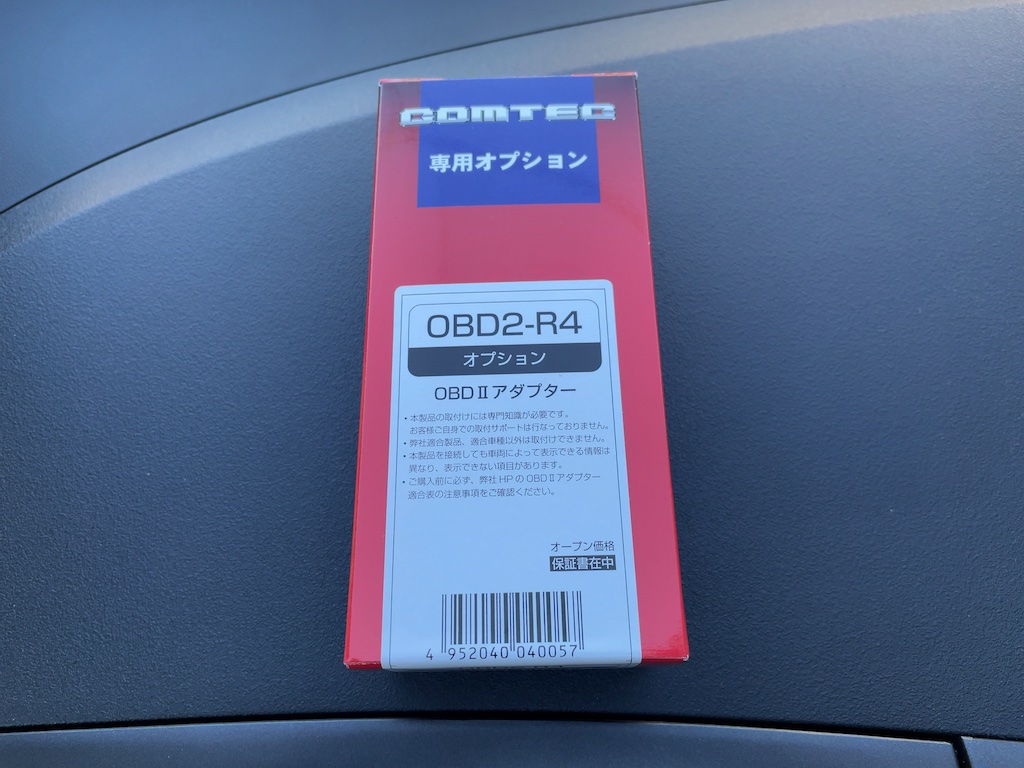 COMTEC
専用オプション
OBD2-R4
オプション
OBDⅡアダプター
・本製品の取付けには専門知識が必要です。
お客様ご自身での取付サポートは行なっておりません。
・弊社適合製品、適合車種以外は取付けできません。
・本製品を接続しても車両によって表示できる情報は
異なり、表示できない項目があります。
・ご購入前に必ず、弊社HPのOBDⅡアダプター
適合表の注意事項をご確認ください。
オープン価格
保証書在中
4 952040 040057